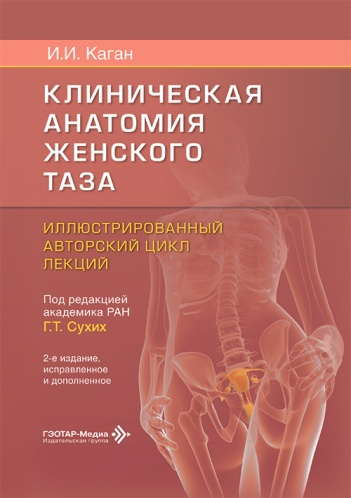 И.И. Каган
КЛИНИЧЕСКАЯ
АНАТОМИЯ
ЖЕНСКОГО
ТАЗА
ИЛЛЮСТРИРОВАННЫЙ
АВТОРСКИЙ ЦИКЛ
ЛЕКЦИЙ
Под редакцией
академика РАН
Г.Т. Сухих
2-е издание,
исправленное
и дополненное
ГЭОТАР-Медиа
Издательская группа